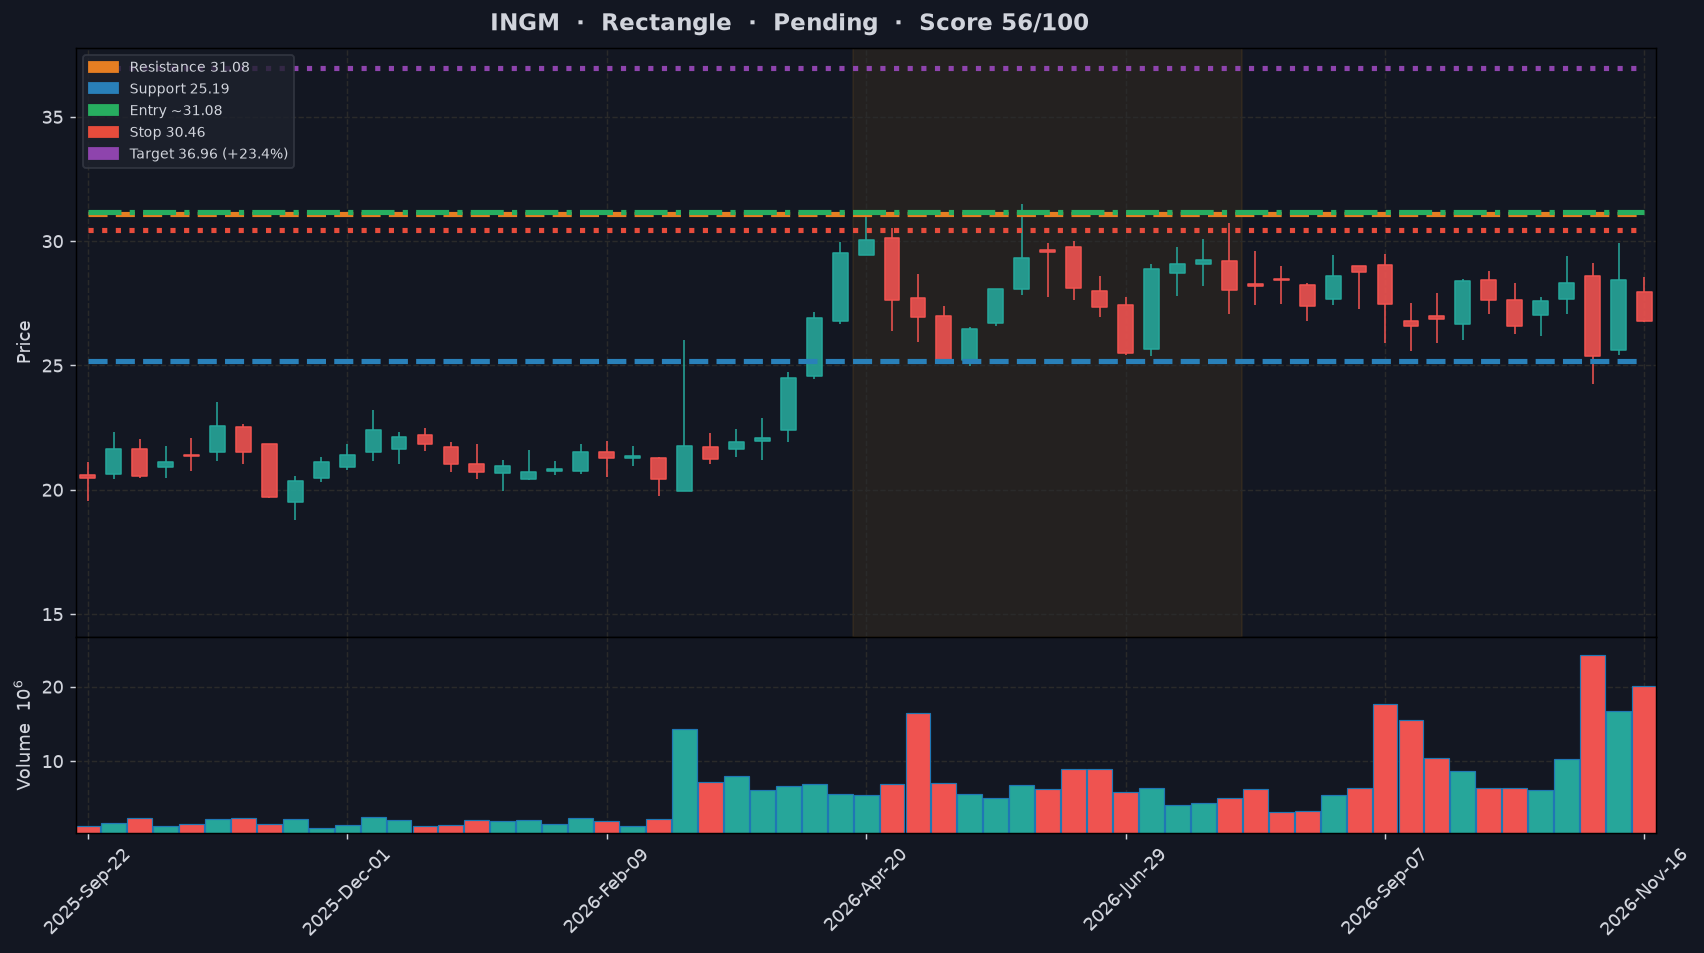 INGM · Rectangle · Pending · Score 56/100
Resistance 31.08
Support 25.19
Entry ~31.08
Stop 30.46
Target 36.96 (+23.4%)
Price
35
30
25
20
15
Volume 10⁶
20
10
2025-Sep-22
2025-Dec-01
2026-Feb-09
2026-Apr-20
2026-Jun-29
2026-Sep-07
2026-Nov-16